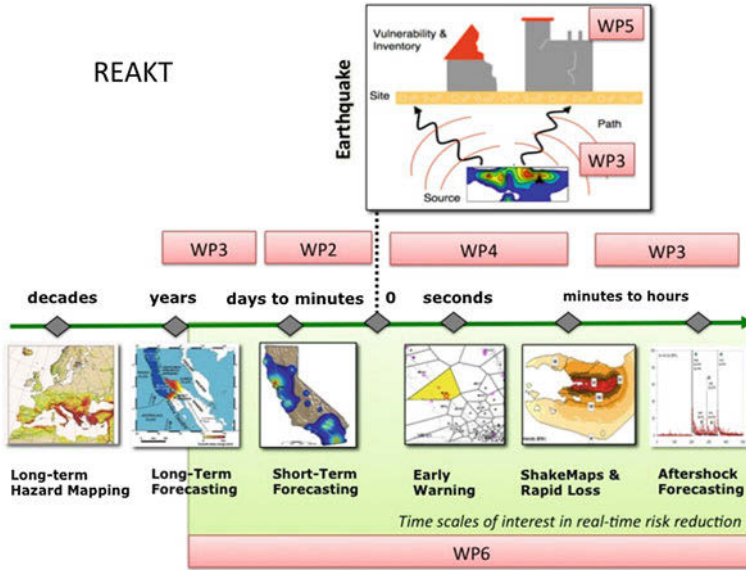 REAKT
Earthquake
Vulnerability &
Inventory
WP5
Site
Path
WP3
Source
WP3
WP2
WP4
WP3
decades
years
days to minutes
0
seconds
minutes to hours
Long-term
Hazard Mapping
Long-Term
Forecasting
Short-Term
Forecasting
Early
Warning
ShakeMaps &
Rapid Loss
Aftershock
Forecasting
Time scales of interest in real-time risk reduction
WP6